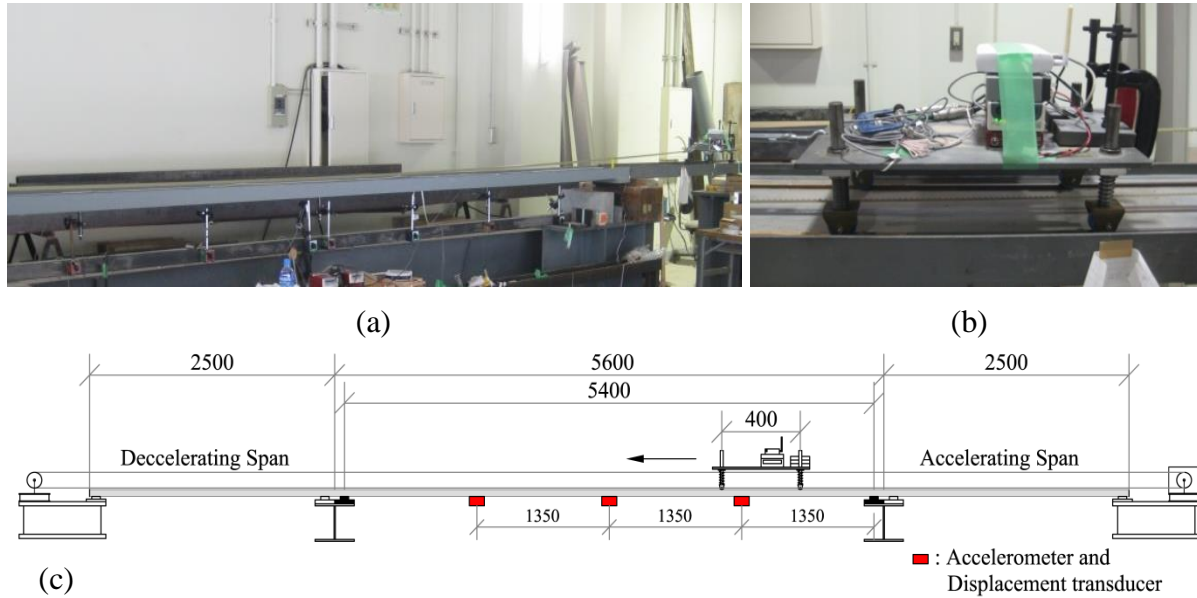 (a)
(b)
2500
5600
2500
5400
400
Deccelerating Span
Accelerating Span
1350
1350
1350
: Accelerometer and
Displacement transducer
(c)